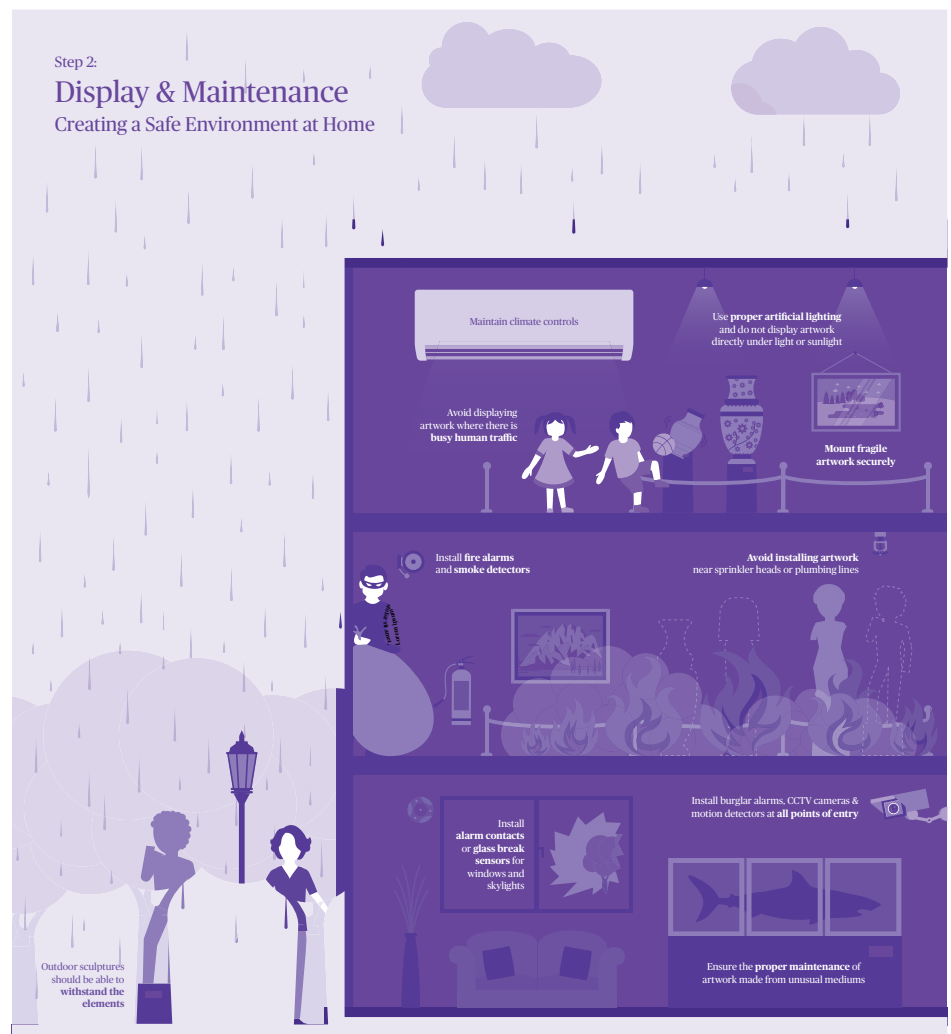 Step 2:
Display & Maintenance
Creating a Safe Environment at Home
Maintain climate controls
Use proper artificial lighting
and do not display artwork
directly under light or sunlight
Avoid displaying
artwork where there is
busy human traffic
Mount fragile
artwork securely
Install fire alarms
and smoke detectors
Avoid installing artwork
near sprinkler heads or plumbing lines
Install
alarm contacts
or glass break
sensors for
windows and
skylights
Install burglar alarms, CCTV cameras &
motion detectors at all points of entry
Ensure the proper maintenance of
artwork made from unusual mediums
Outdoor sculptures
should be able to
withstand the
elements